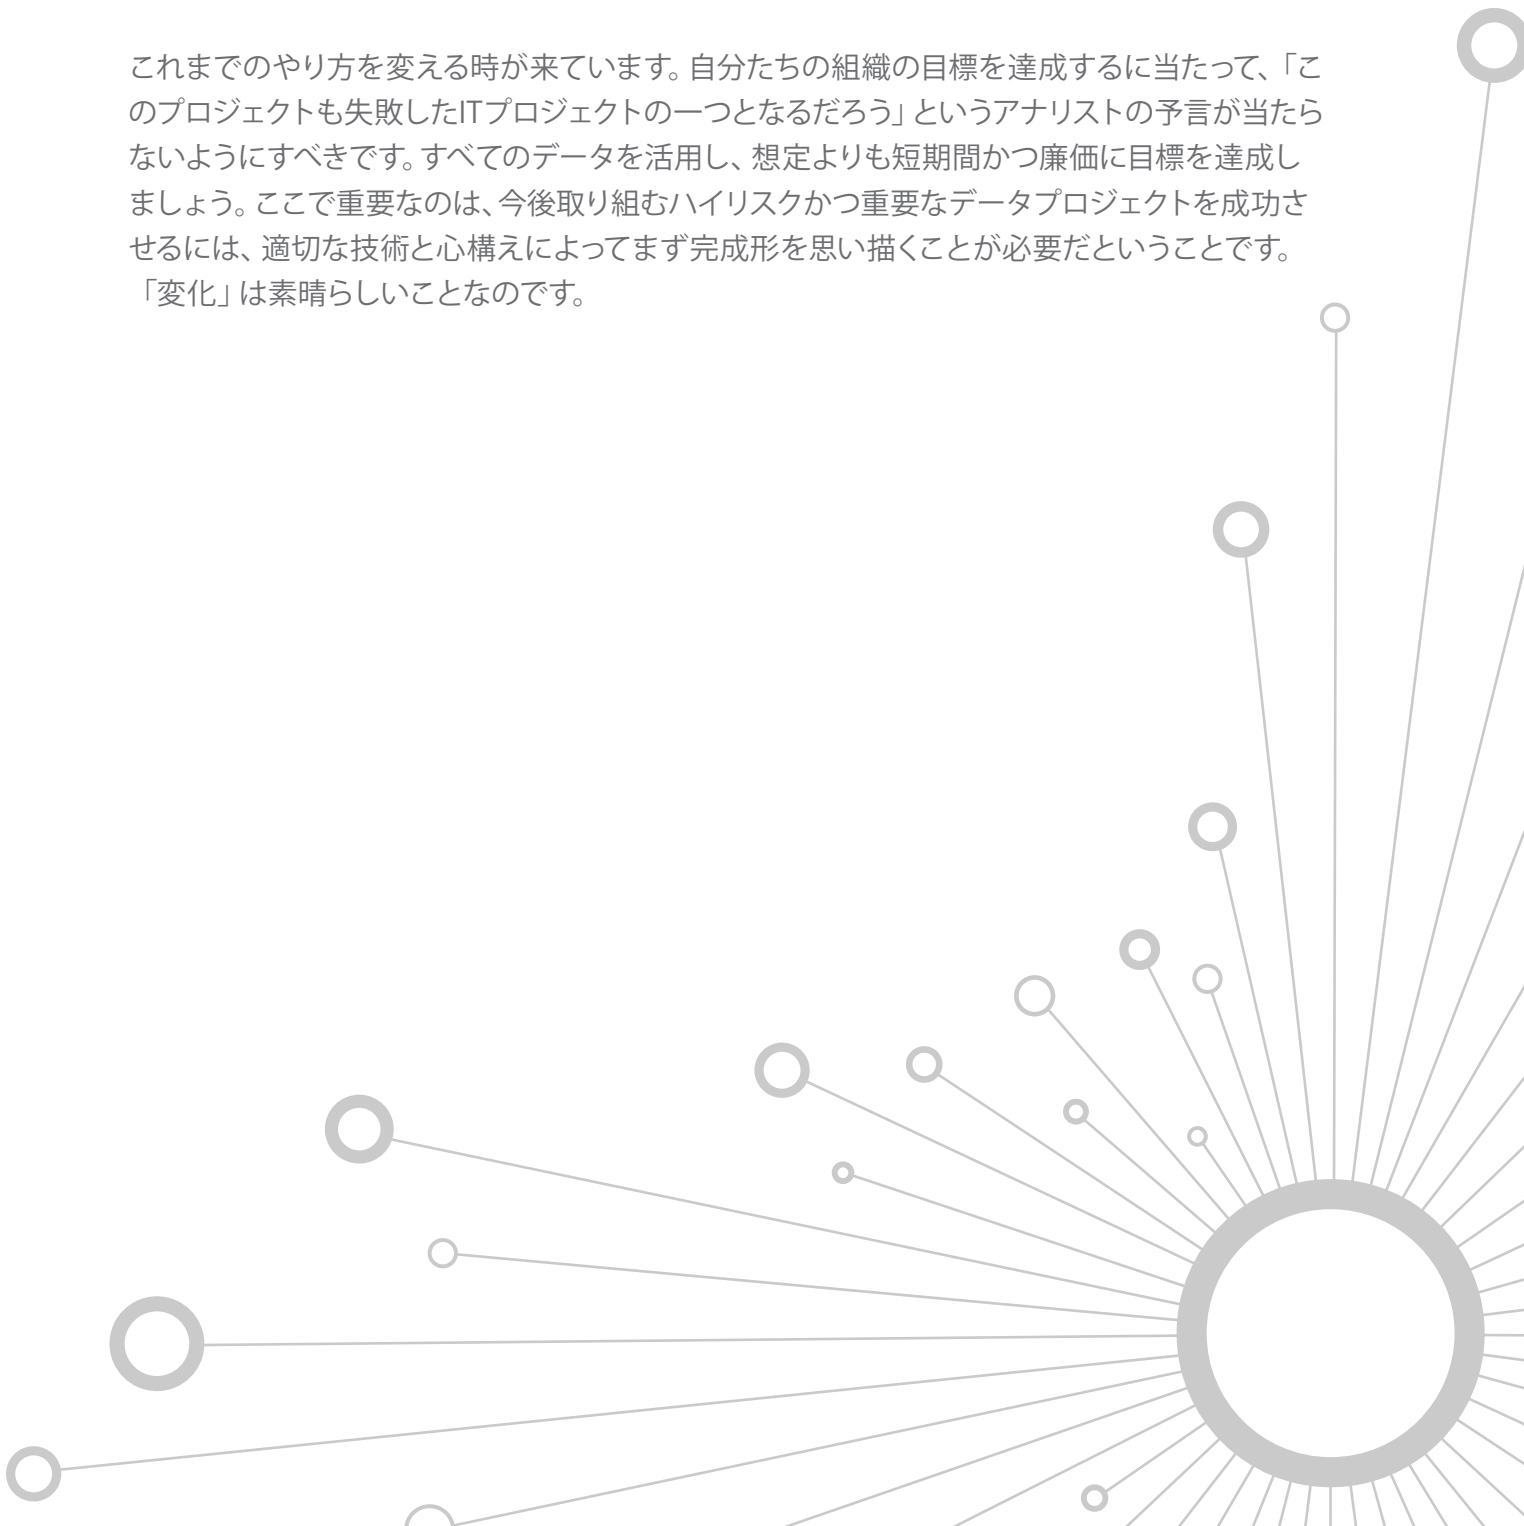 これまでのやり方を変える時が来ています。自分たちの組織の目標を達成するに当たって、「こ
のプロジェクトも失敗したITプロジェクトの一つとなるだろう」というアナリストの予言が当たら
ないようにすべきです。すべてのデータを活用し、想定よりも短期間かつ廉価に目標を達成し
ましょう。ここで重要なのは、今後取り組むハイリスクかつ重要なデータプロジェクトを成功さ
せるには、適切な技術と心構えによってまず完成形を思い描くことが必要だということです。
「変化」は素晴らしいことなのです。